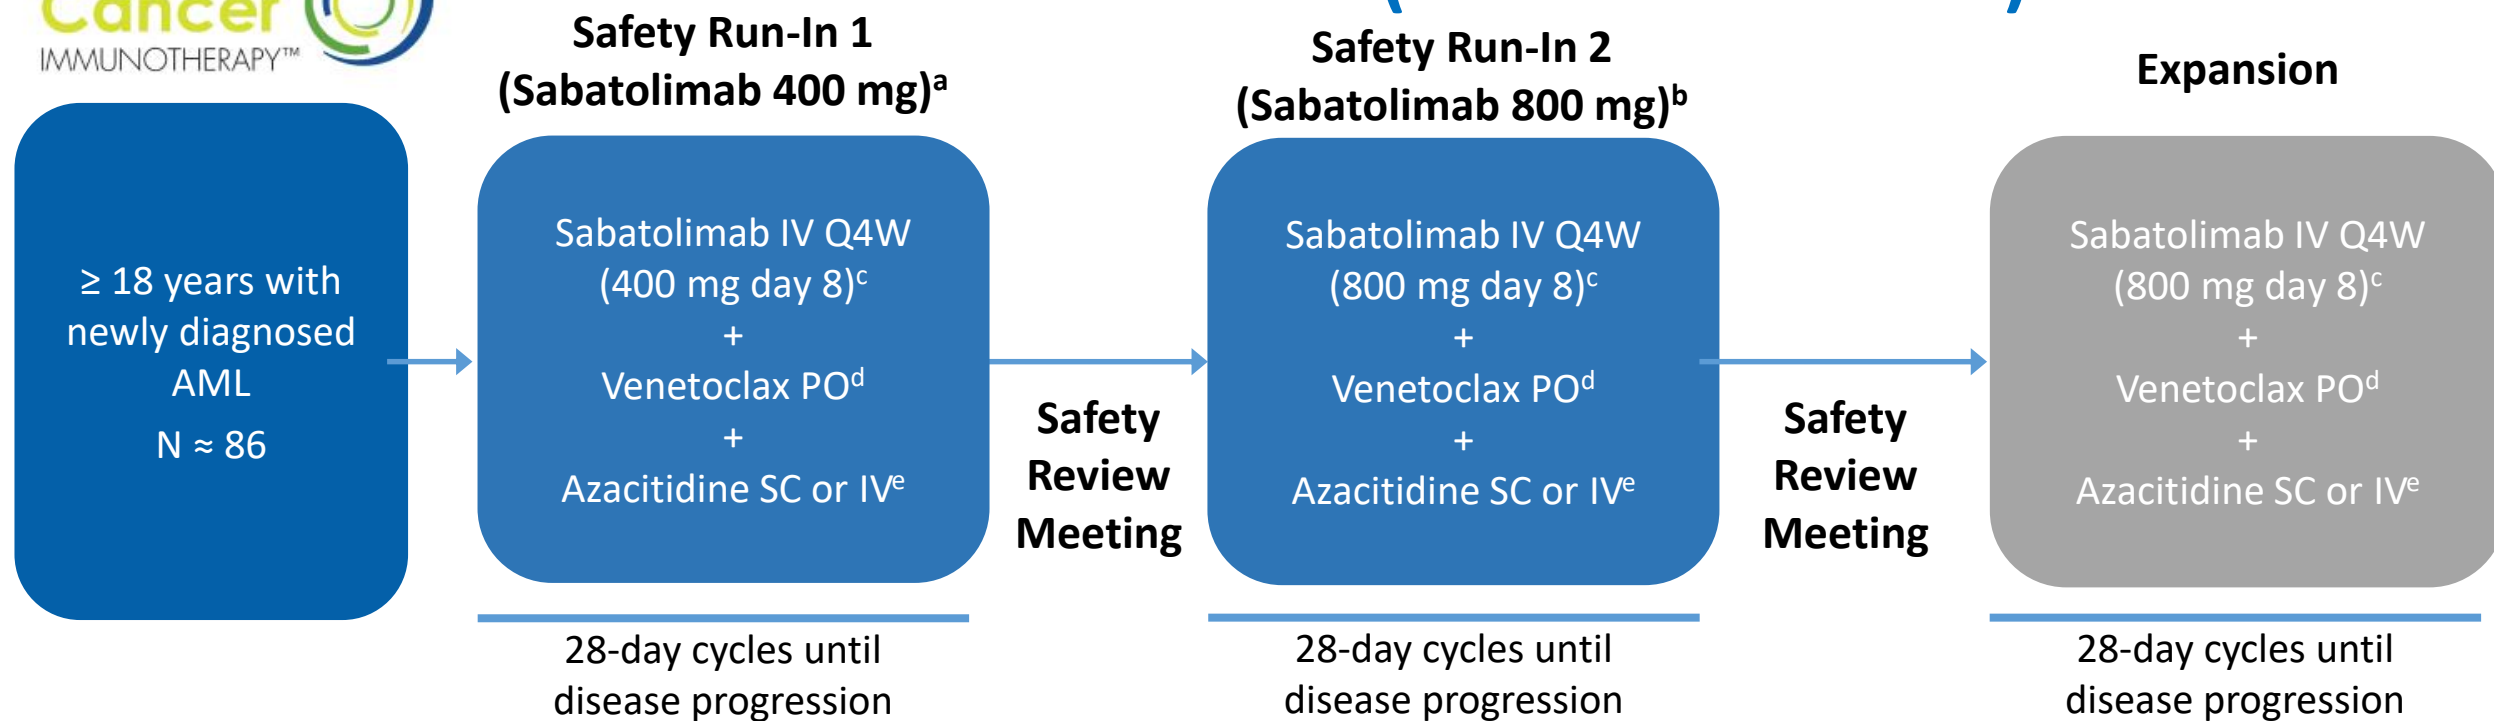 Cancer
IMMUNOTHERAPY™
Safety Run-In 1
(Sabatolimab 400 mg)ᵃ
Safety Run-In 2
(Sabatolimab 800 mg)ᵇ
Expansion
≥ 18 years with
newly diagnosed
AML
N ≈ 86
Sabatolimab IV Q4W
(400 mg day 8)ᶜ
+
Venetoclax POᵈ
+
Azacitidine SC or IVᵉ
Safety
Review
Meeting
Sabatolimab IV Q4W
(800 mg day 8)ᶜ
+
Venetoclax POᵈ
+
Azacitidine SC or IVᵉ
Safety
Review
Meeting
Sabatolimab IV Q4W
(800 mg day 8)ᶜ
+
Venetoclax POᵈ
+
Azacitidine SC or IVᵉ
28-day cycles until
disease progression
28-day cycles until
disease progression
28-day cycles until
disease progression